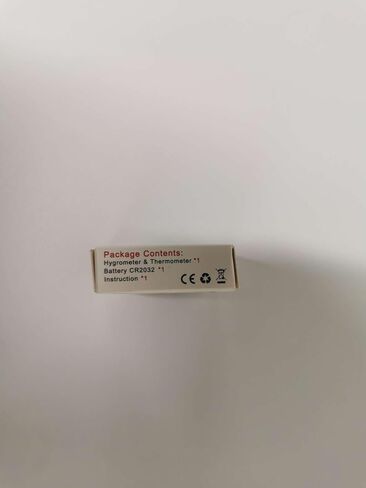 Package Contents:
Hygrometer & Thermometer *1
Battery CR2032 *1
Instruction *1
CE